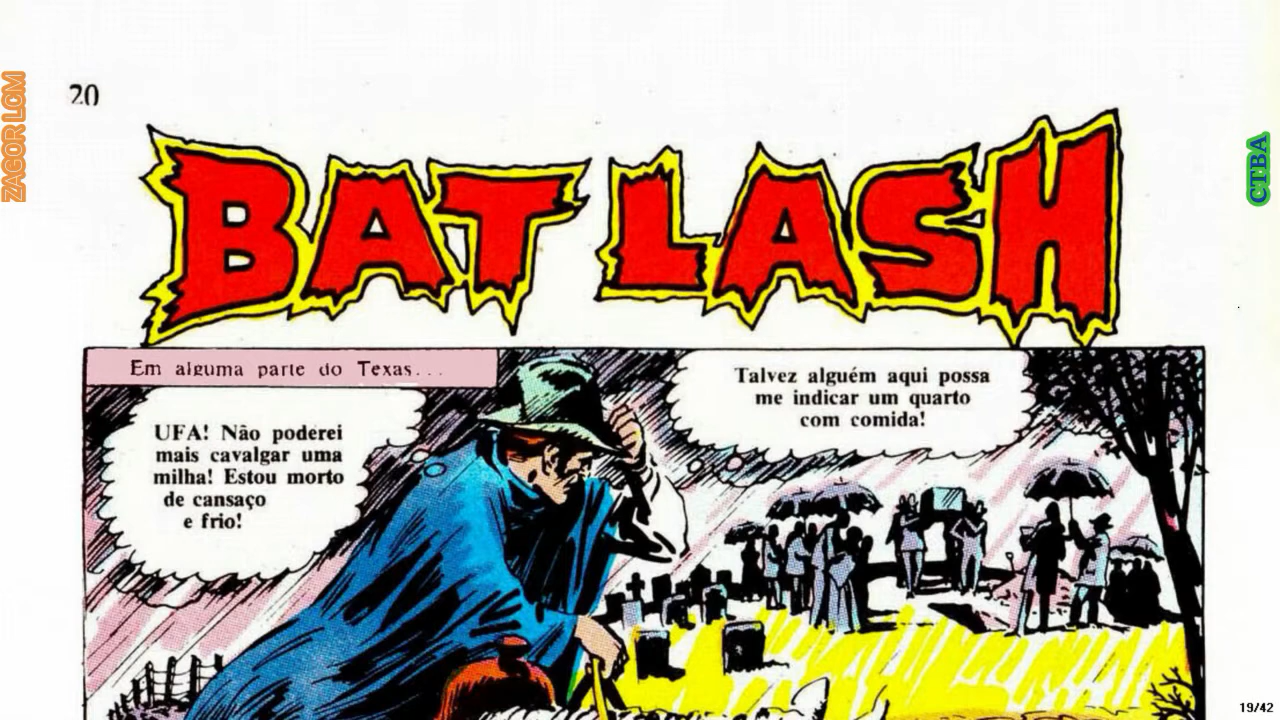 20
ZAGOR LCM
CTBA
BAT LASH
Em alguma parte do Texas...
UFA! Não poderei
mais cavalgar uma
milha! Estou morto
de cansaço
e frio!
Talvez alguém aqui possa
me indicar um quarto
com comida!
19/42